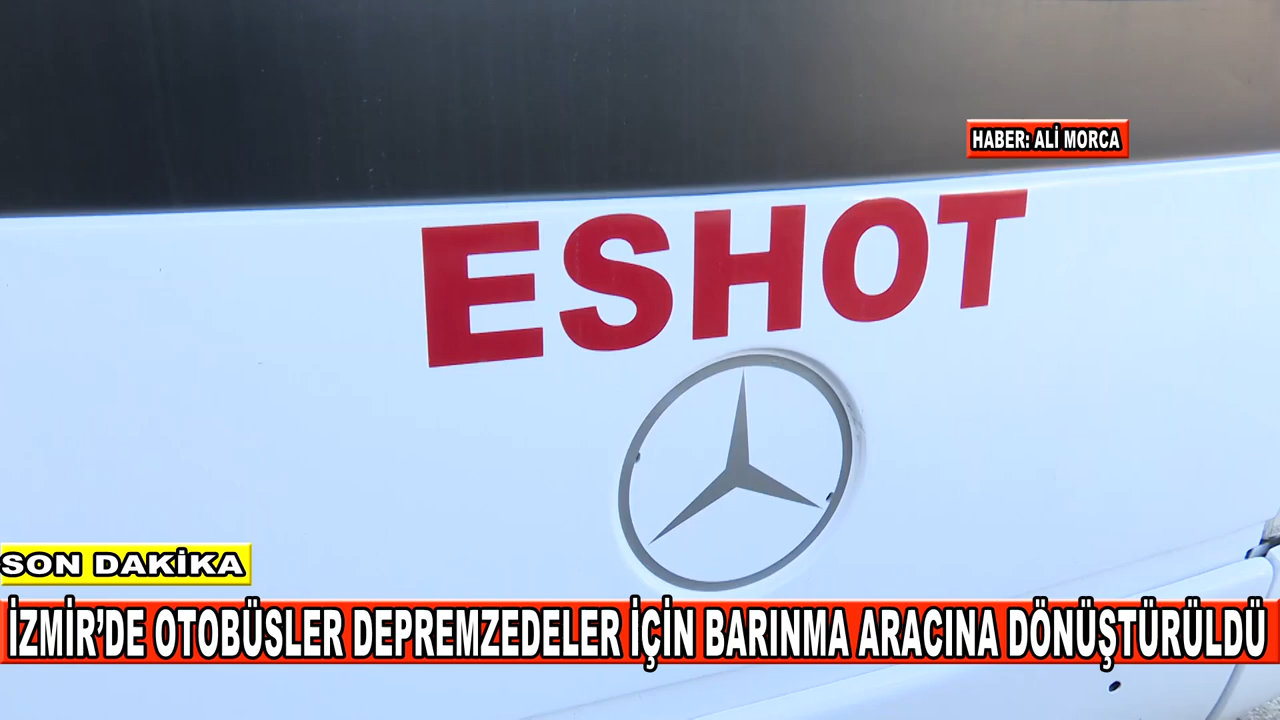 HABER: ALİ MORCA
ESHOT
SON DAKİKA
İZMİR’DE OTOBÜSLER DEPREMZEDELER İÇİN BARINMA ARACINA DÖNÜŞTÜRÜLDÜ